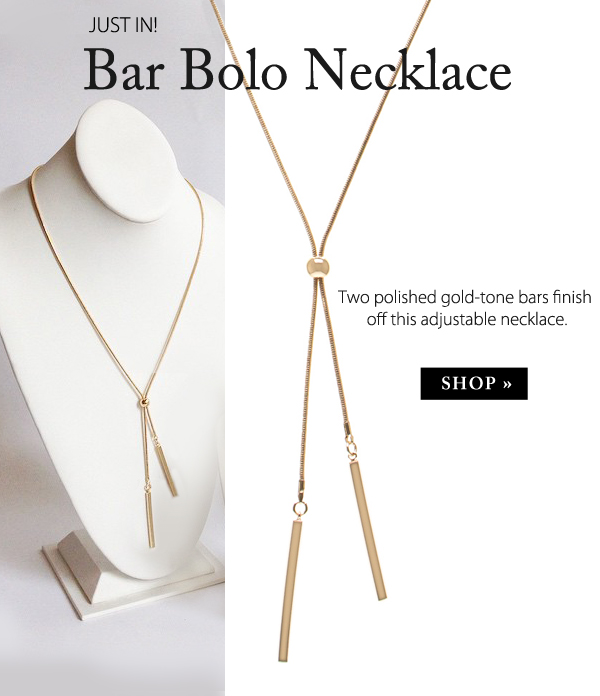 JUST IN!
Bar Bolo Necklace
Two polished gold-tone bars finish
off this adjustable necklace.
SHOP »